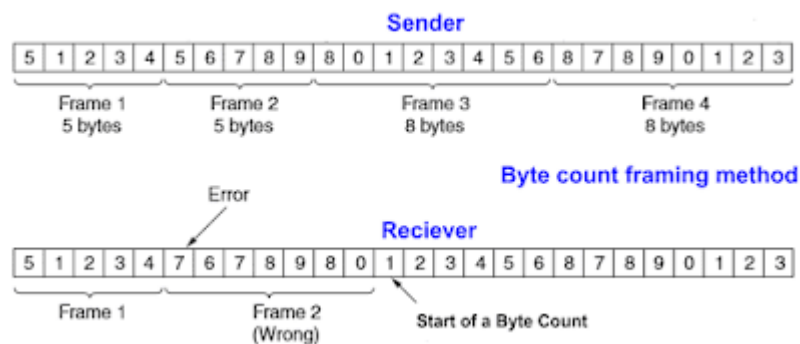 Sender
5 1 2 3 4 5 6 7 8 9 8 0 1 2 3 4 5 6 8 7 8 9 0 1 2 3
Frame 1 Frame 2 Frame 3 Frame 4
5 bytes 5 bytes 8 bytes 8 bytes
Byte count framing method
Error
Reciever
5 1 2 3 4 7 6 7 8 9 8 0 1 2 3 4 5 6 8 7 8 9 0 1 2 3
Frame 1 Frame 2 Start of a Byte Count
(Wrong)